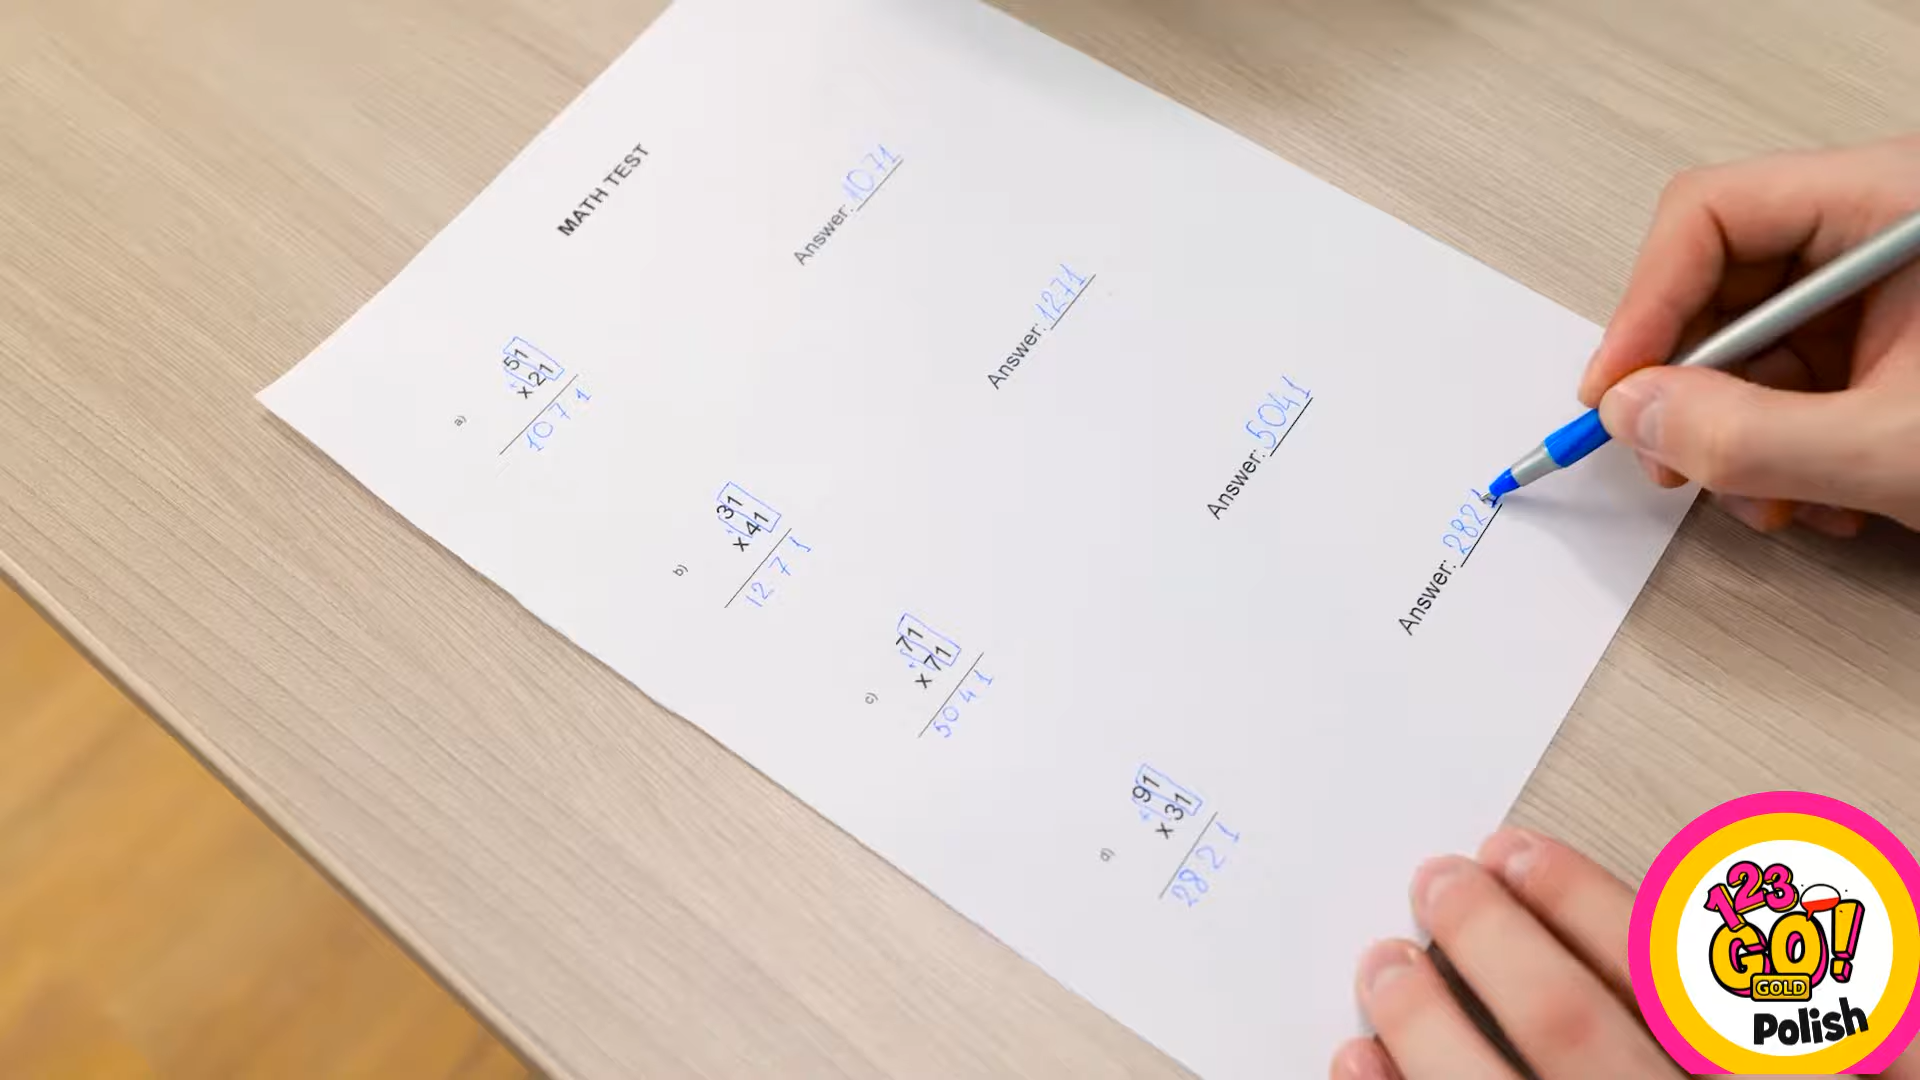 MATH TEST
a)
51
x 21
1071
Answer: 1071
b)
31
x 41
1271
Answer: 1271
c)
71
x 71
5041
Answer: 5041
d)
91
x 31
2821
Answer: 2821
123
GO!
GOLD
Polish